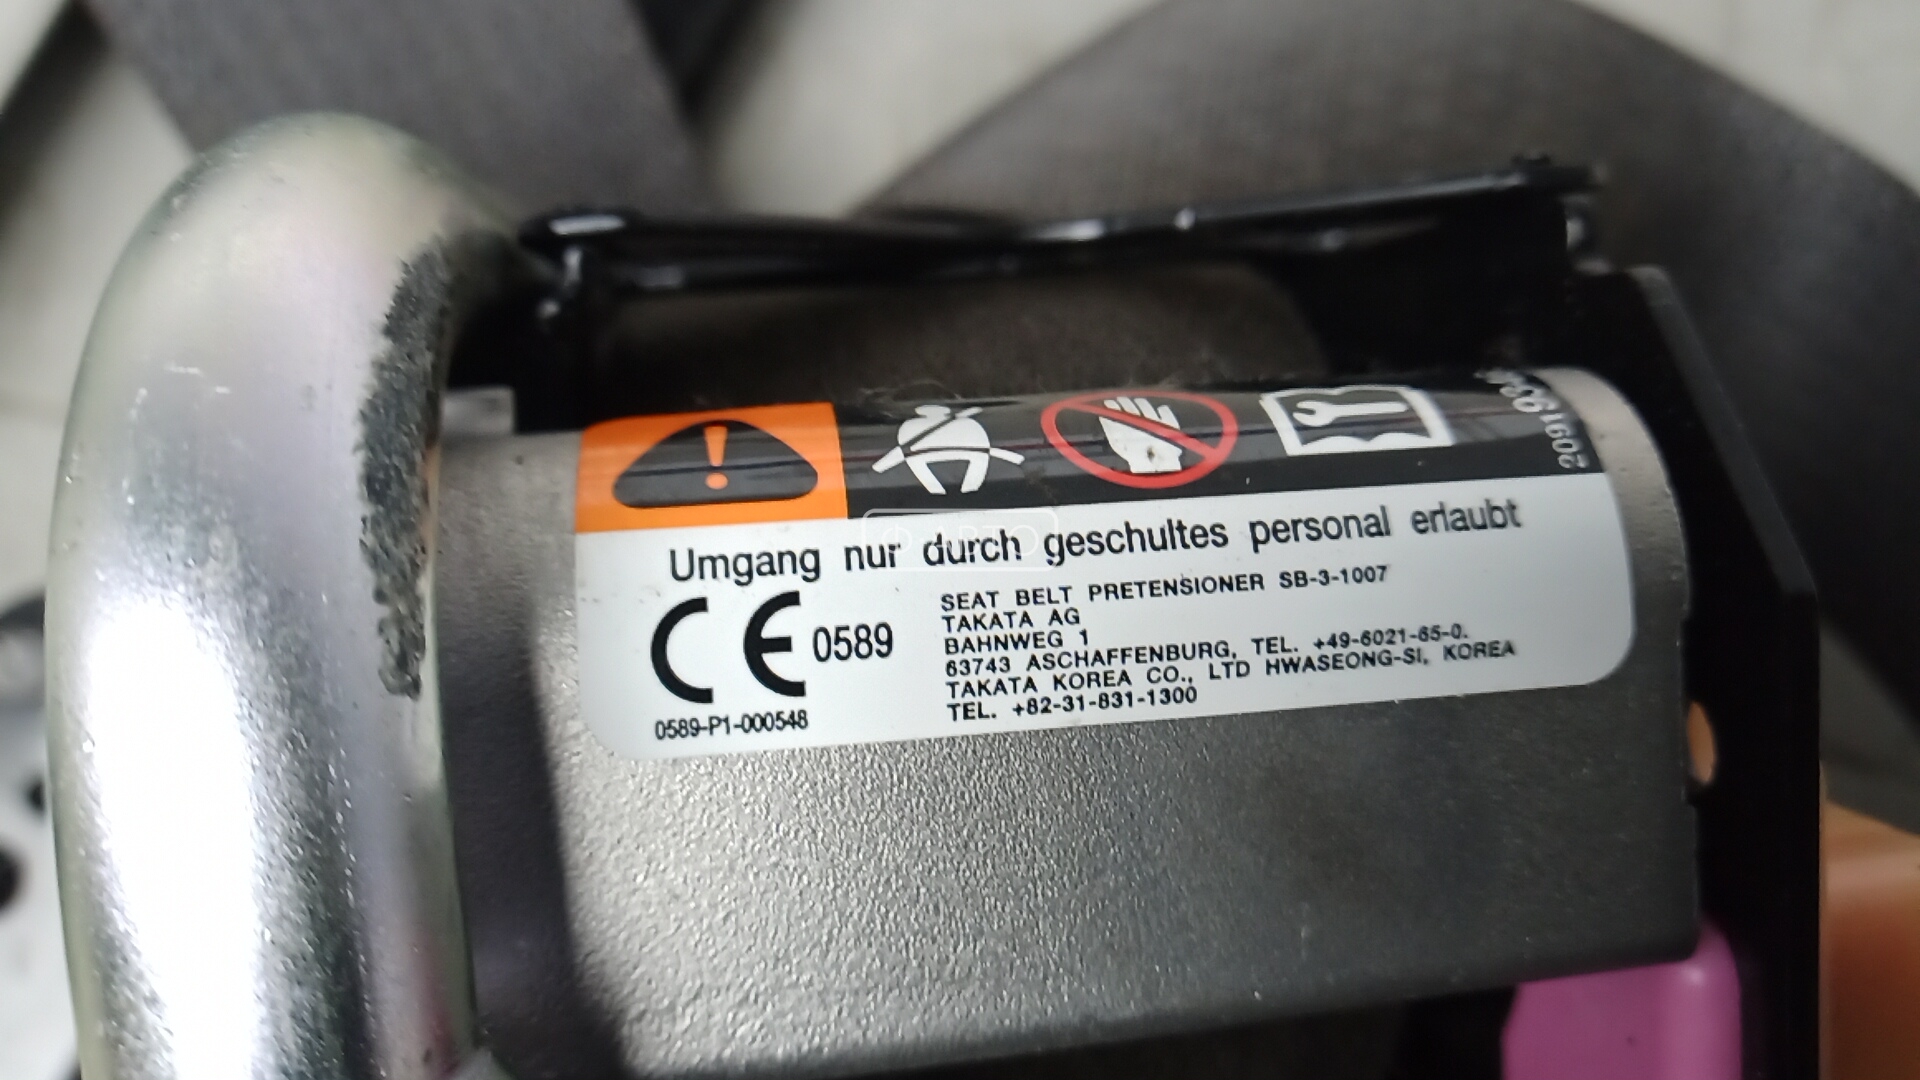 Umgang nur durch geschultes personal erlaubt
SEAT BELT PRETENSIONER SB-3-1007
TAKATA AG
BAHNWEG 1
63743 ASCHAFFENBURG, TEL. +49-6021-65-0.
TAKATA KOREA CO., LTD HWASEONG-SI, KOREA
TEL. +82-31-831-1300
CE 0589
0589-P1-000548
АВТО